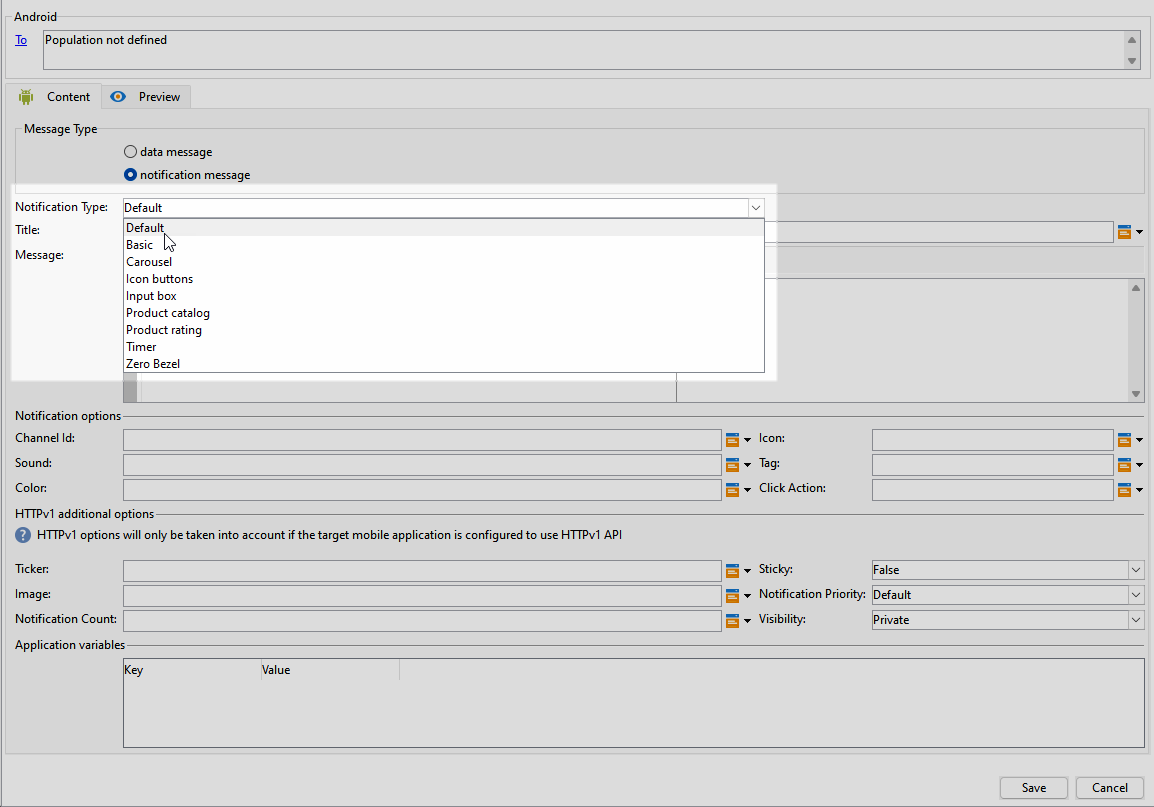 Android
To
Population not defined
Content
Preview
Message Type
data message
notification message
Notification Type:
Default
Title:
Default
Basic
Message:
Carousel
Icon buttons
Input box
Product catalog
Product rating
Timer
Zero Bezel
Notification options
Channel Id:
Icon:
Sound:
Tag:
Color:
Click Action:
HTTPv1 additional options
? HTTPv1 options will only be taken into account if the target mobile application is configured to use HTTPv1 API
Ticker:
Sticky:
False
Image:
Notification Priority:
Default
Notification Count:
Visibility:
Private
Application variables
Key
Value
Save
Cancel